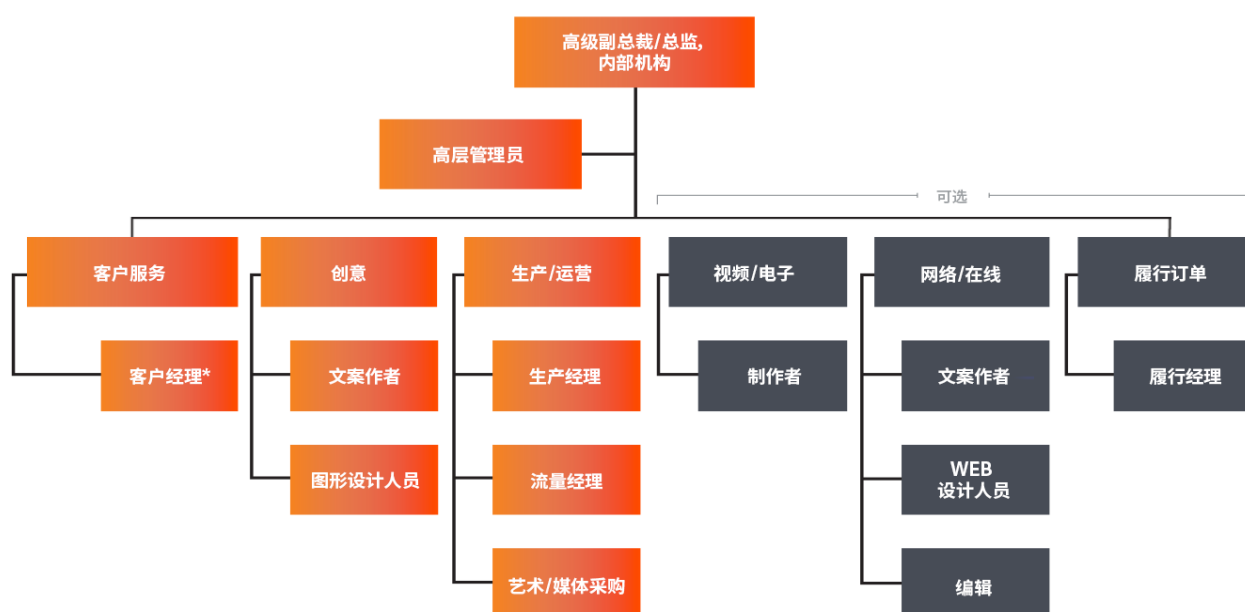 高级副总裁/总监,
内部机构
高层管理员
可选
客户服务
创意
生产/运营
视频/电子
网络/在线
履行订单
客户经理*
文案作者
生产经理
制作者
文案作者
履行经理
图形设计人员
流量经理
WEB
设计人员
艺术/媒体采购
编辑